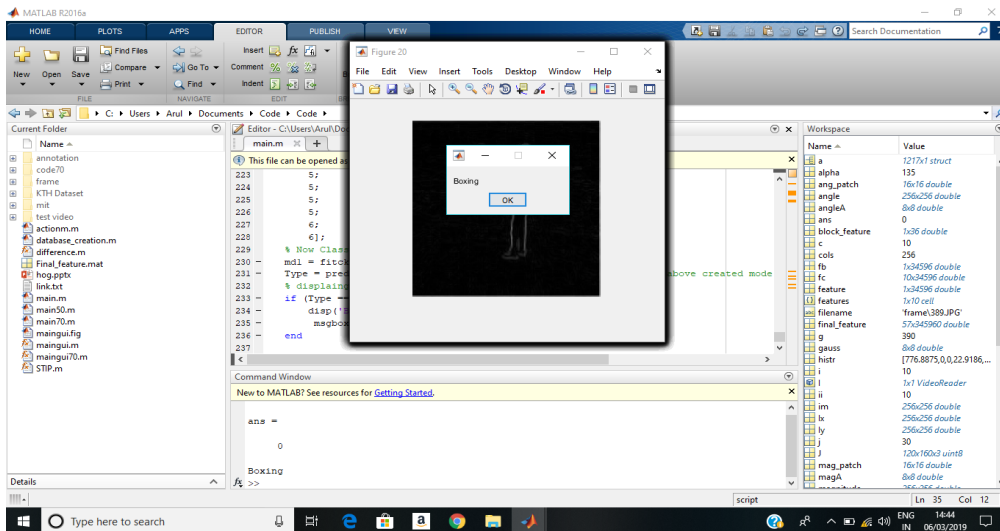 MATLAB R2016a
HOME PLOTS APPS EDITOR PUBLISH VIEW
Search Documentation
New Open Save
Find Files
Compare
Print
FILE
Go To
Find
NAVIGATE
Insert
Comment
Indent
EDIT
C: Users Arul Documents Code Code
Current Folder
Name
annotation
code70
frame
KTH Dataset
mit
test video
actionm.m
database_creation.m
difference.m
Final_feature.mat
hog.pptx
link.txt
main.m
main50.m
main70.m
maingui.fig
maingui.m
maingui70.m
STIP.m
Details
Editor - C:\Users\Arul\Do
main.m
This file can be opened as
223 5;
224 5;
225 5;
226 5;
227 6;
228 6];
229 % Now Class
230 mdl = fitc
231 Type = pred above created mode
232 % displaing
233 if (Type ==
234 disp('
235 msgbox
236 end
237
Figure 20
File Edit View Insert Tools Desktop Window Help
Boxing
OK
Command Window
New to MATLAB? See resources for Getting Started.
ans =
0
Boxing
fx >>
Workspace
Name Value
a 1217x1 struct
alpha 135
ang_patch 16x16 double
angle 256x256 double
angleA 8x8 double
ans 0
block_feature 1x36 double
c 10
cols 256
fb 1x34596 double
fc 10x34596 double
feature 1x34596 double
features 1x10 cell
filename 'frame\389.JPG'
final_feature 57x345960 double
g 390
gauss 8x8 double
histr [776.8875,0,0,22.9186,...
i 10
I 1x1 VideoReader
ii 10
im 256x256 double
Ix 256x256 double
Iy 256x256 double
j 30
J 120x160x3 uint8
mag_patch 16x16 double
magA 8x8 double
script Ln 35 Col 12
Type here to search
ENG
IN
14:44
06/03/2019